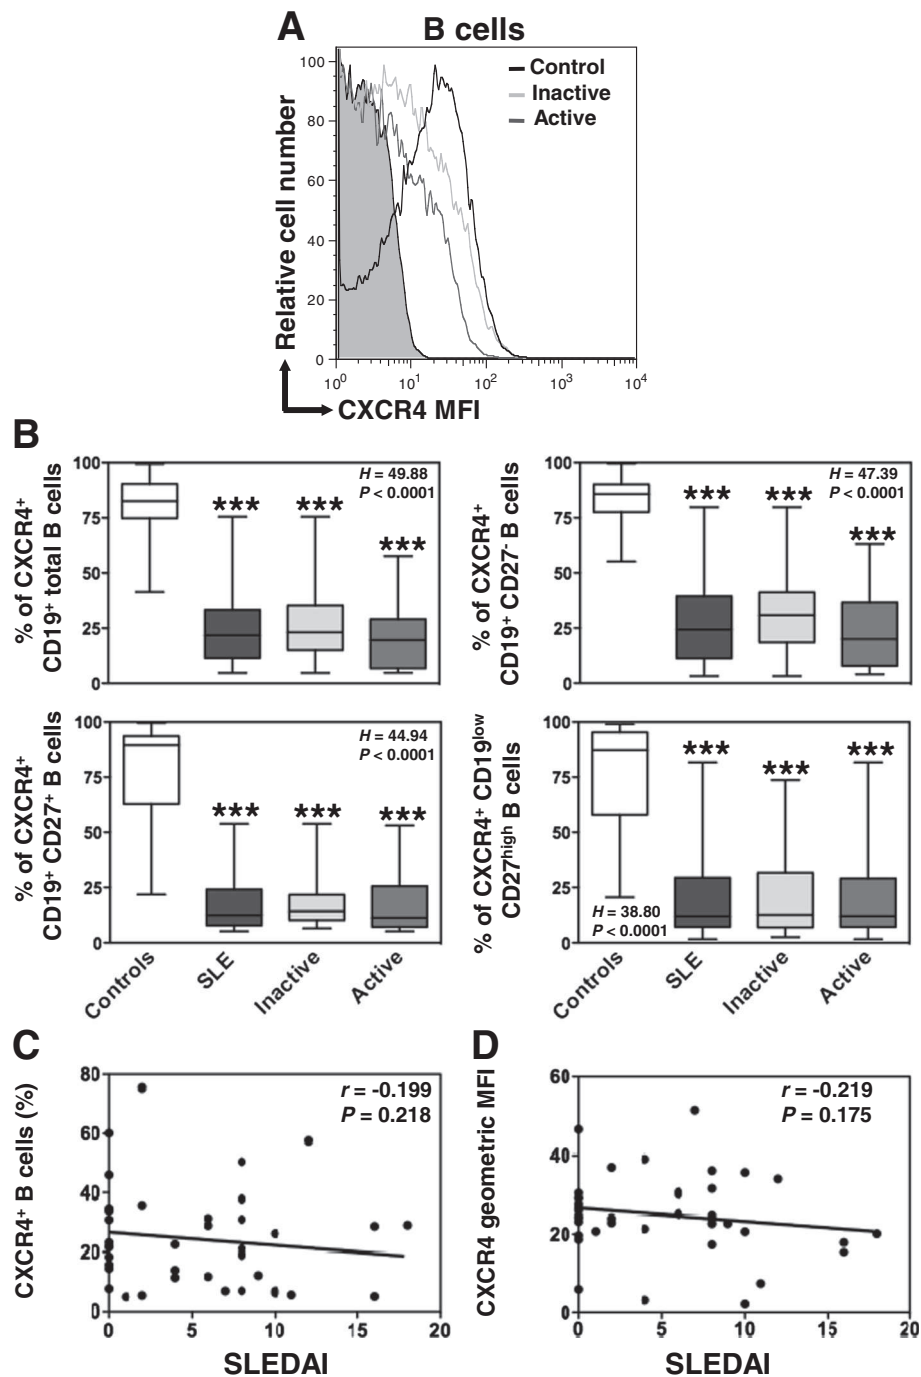 A
B cells
Relative cell number
100
80
60
40
20
0
Control
Inactive
Active
10⁰ 10¹ 10² 10³ 10⁴
CXCR4 MFI
B
% of CXCR4⁺
CD19⁺ total B cells
100
75
50
25
0
H = 49.88
P < 0.0001
*** *** ***
% of CXCR4⁺
CD19⁺ CD27⁻ B cells
100
75
50
25
0
H = 47.39
P < 0.0001
*** *** ***
% of CXCR4⁺
CD19⁺ CD27⁺ B cells
100
75
50
25
0
H = 44.94
P < 0.0001
*** *** ***
Controls
SLE
Inactive
Active
% of CXCR4⁺ CD19ˡᵒʷ
CD27ʰⁱᵍʰ B cells
100
75
50
25
0
H = 38.80
P < 0.0001
*** *** ***
Controls
SLE
Inactive
Active
C
CXCR4⁺ B cells (%)
80
60
40
20
0
r = -0.199
P = 0.218
0 5 10 15 20
SLEDAI
D
CXCR4 geometric MFI
60
40
20
0
r = -0.219
P = 0.175
0 5 10 15 20
SLEDAI